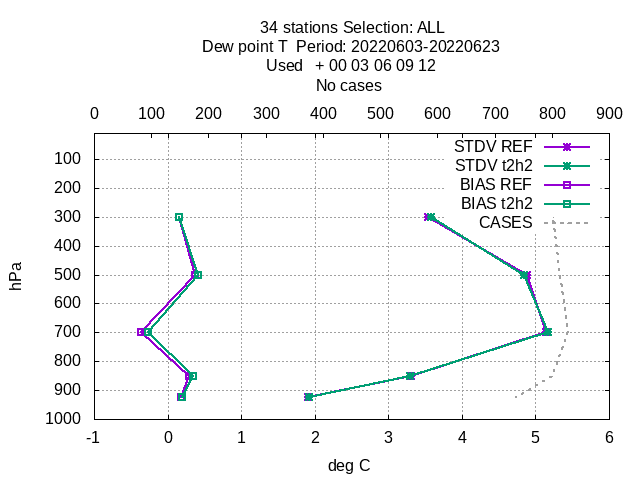 34 stations Selection: ALL
Dew point T  Period: 20220603-20220623
Used   + 00 03 06 09 12
No cases
0 100 200 300 400 500 600 700 800 900
STDV REF
STDV t2h2
BIAS REF
BIAS t2h2
CASES
100
200
300
400
500
600
700
800
900
1000
hPa
-1 0 1 2 3 4 5 6
deg C